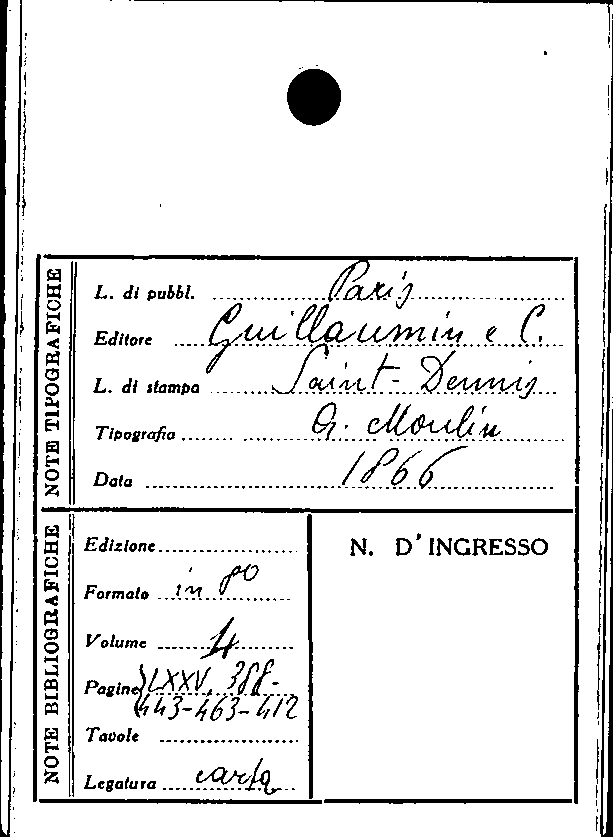 NOTE TIPOGRAFICHE
L. di pubbl. Paris
Editore Guillaumin e C.
L. di stampa Saint-Dennis
Tipografia A. Moulin
Data 1866
NOTE BIBLIOGRAFICHE
Edizione
Formato in 8º
Volume 4
Pagine LXXV, 388-
443-463-412
Tavole
Legatura carta
N. D'INGRESSO